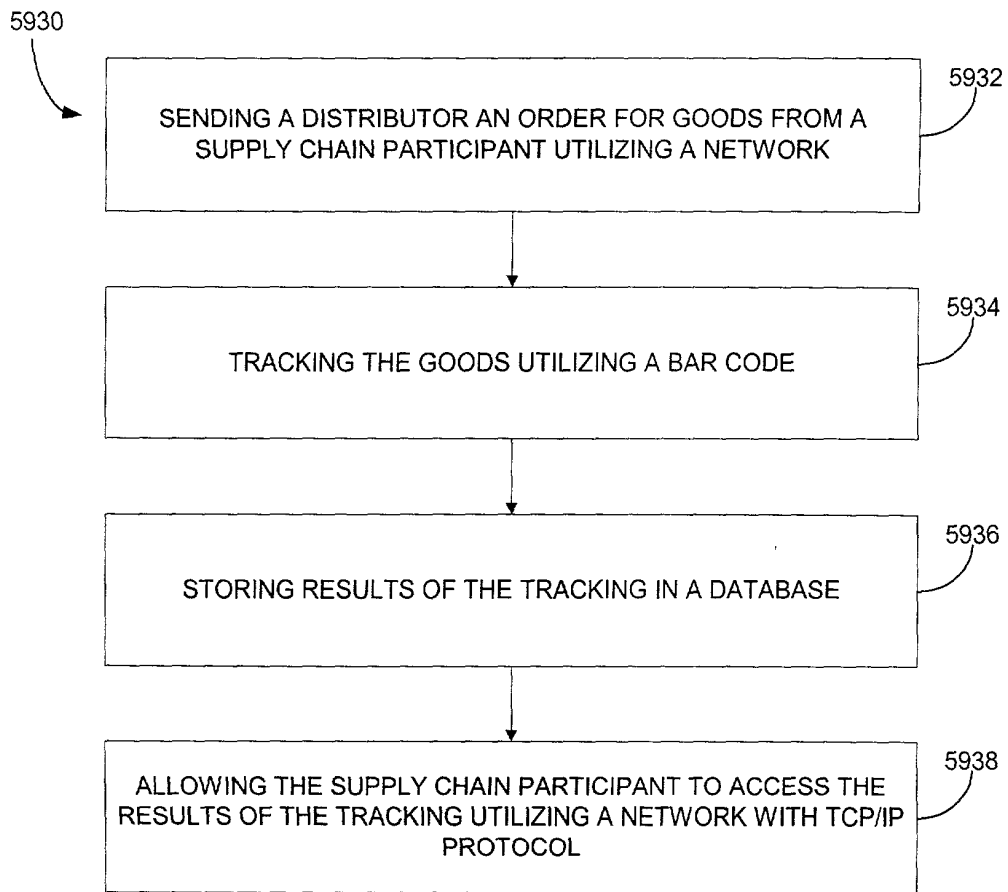 5930
5932
SENDING A DISTRIBUTOR AN ORDER FOR GOODS FROM A
SUPPLY CHAIN PARTICIPANT UTILIZING A NETWORK
5934
TRACKING THE GOODS UTILIZING A BAR CODE
5936
STORING RESULTS OF THE TRACKING IN A DATABASE
5938
ALLOWING THE SUPPLY CHAIN PARTICIPANT TO ACCESS THE
RESULTS OF THE TRACKING UTILIZING A NETWORK WITH TCP/IP
PROTOCOL